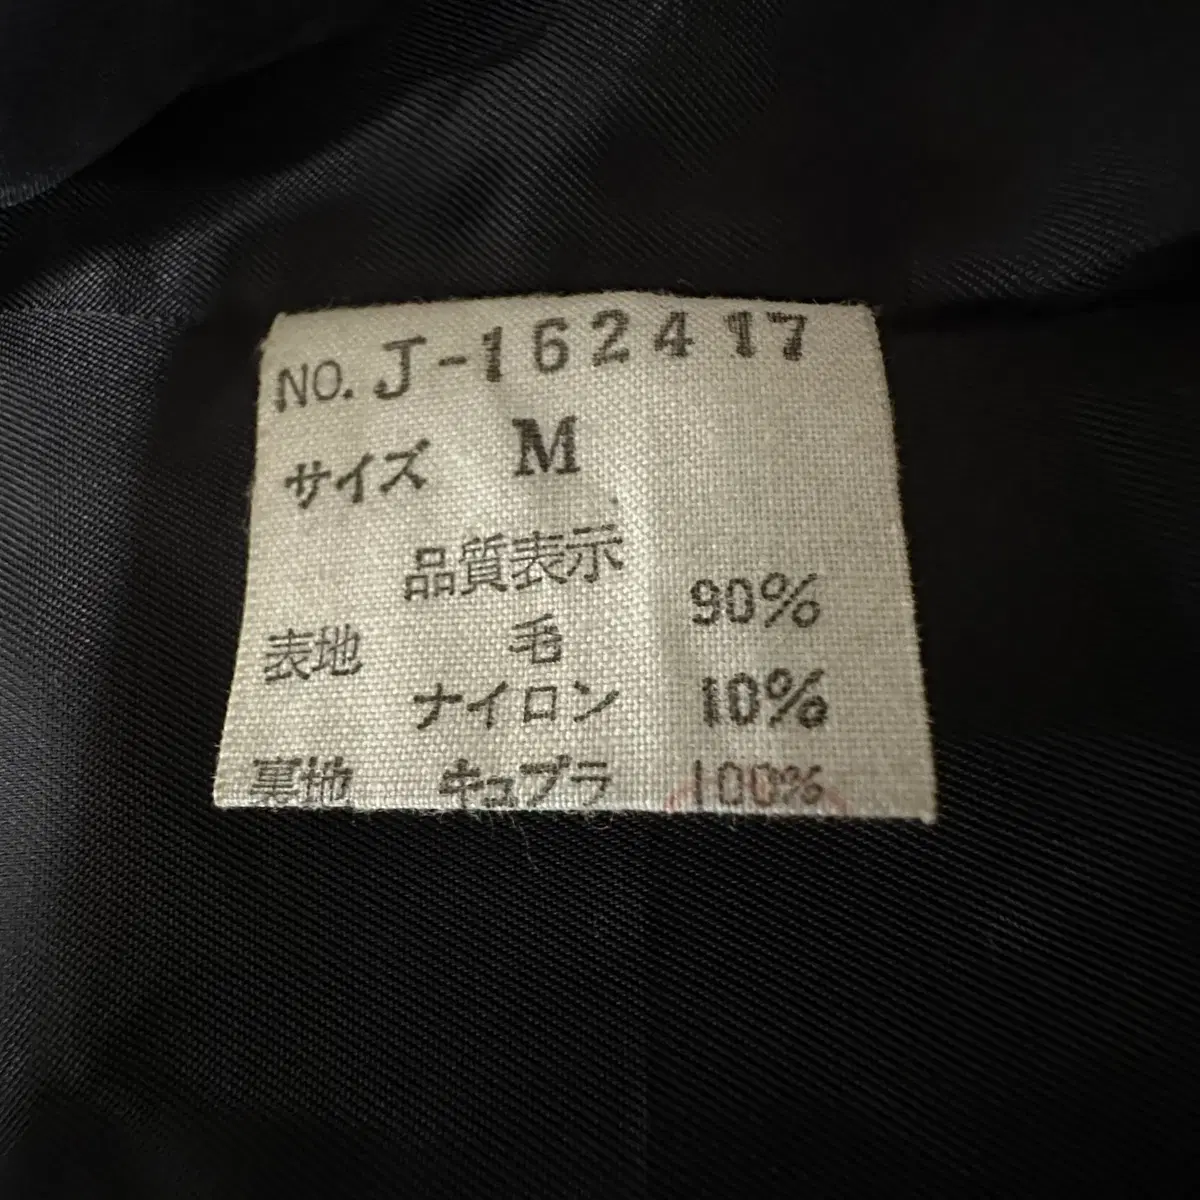 NO. J-162417
サイズ M
品質表示
表地 毛 90%
ナイロン 10%
裏地 キュプラ 100%